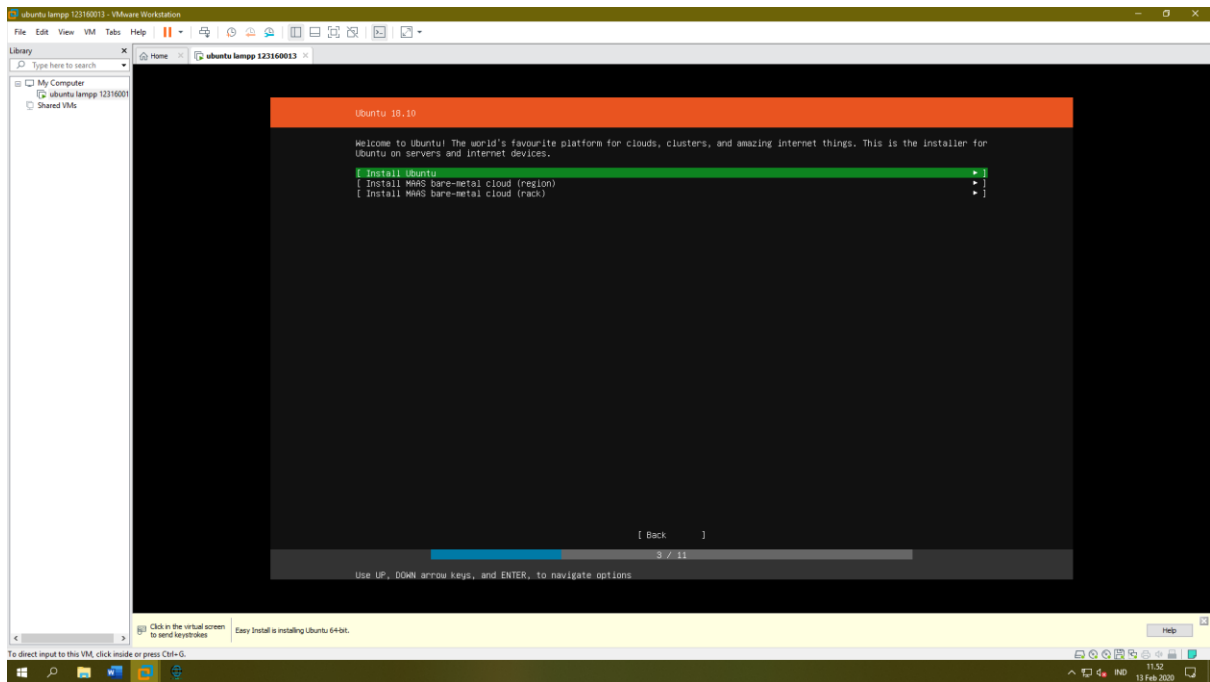 ubuntu lampp 123160013 - VMware Workstation
File Edit View VM Tabs Help
Library
Type here to search
My Computer
ubuntu lampp 12316001
Shared VMs
Home
ubuntu lampp 123160013
Ubuntu 18.10
Welcome to Ubuntu! The world's favourite platform for clouds, clusters, and amazing internet things. This is the installer for
Ubuntu on servers and internet devices.
[ Install Ubuntu ► ]
[ Install MAAS bare-metal cloud (region) ► ]
[ Install MAAS bare-metal cloud (rack) ► ]
[ Back ]
3 / 11
Use UP, DOWN arrow keys, and ENTER, to navigate options
Click in the virtual screen
to send keystrokes
Easy Install is installing Ubuntu 64-bit.
Help
To direct input to this VM, click inside or press Ctrl+G.
IND
11.52
13 Feb 2020